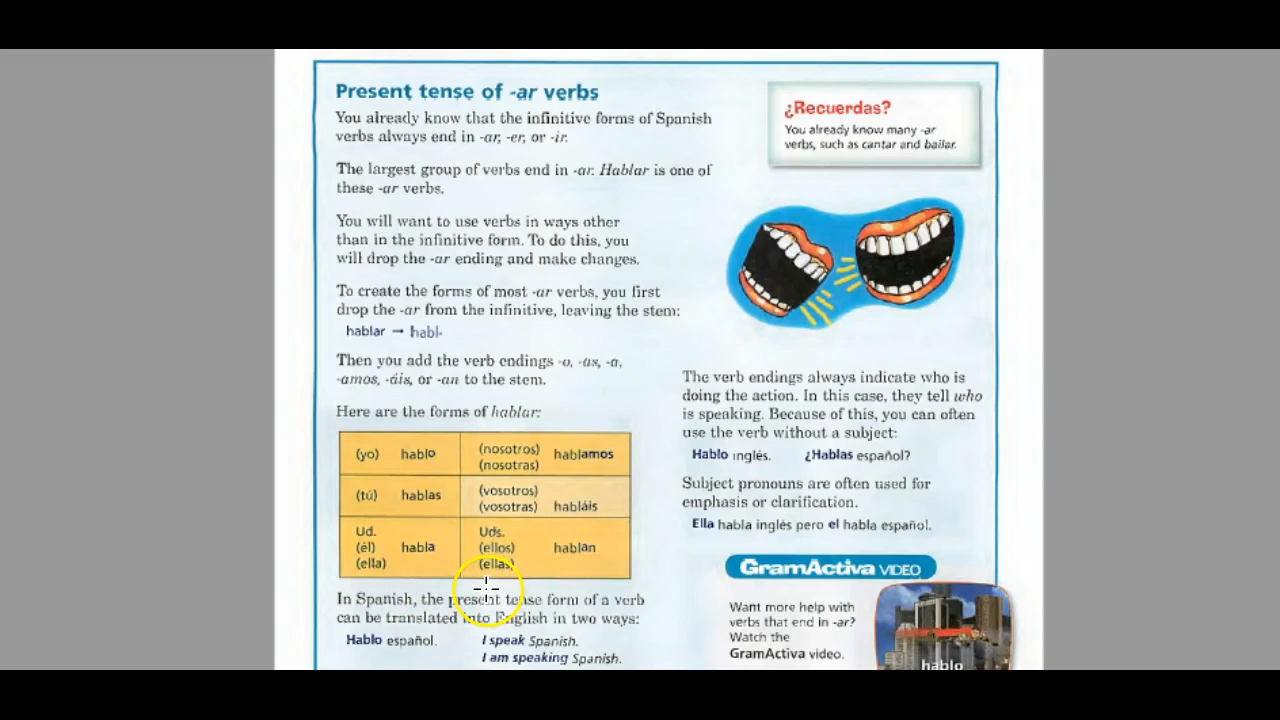 Present tense of -ar verbs
You already know that the infinitive forms of Spanish
verbs always end in -ar, -er, or -ir.
The largest group of verbs end in -ar. Hablar is one of
these -ar verbs.
You will want to use verbs in ways other
than in the infinitive form. To do this, you
will drop the -ar ending and make changes.
To create the forms of most -ar verbs, you first
drop the -ar from the infinitive, leaving the stem:
hablar → habl-
Then you add the verb endings -o, -as, -a,
-amos, -áis, or -an to the stem.
Here are the forms of hablar:
(yo) hablo
(nosotros) hablamos
(nosotras)
(tú) hablas
(vosotros)
(vosotras) habláis
Ud.
(él) habla
(ella)
Uds.
(ellos) hablan
(ellas)
In Spanish, the present tense form of a verb
can be translated into English in two ways:
Hablo español. I speak Spanish.
I am speaking Spanish.
¿Recuerdas?
You already know many -ar
verbs, such as cantar and bailar.
The verb endings always indicate who is
doing the action. In this case, they tell who
is speaking. Because of this, you can often
use the verb without a subject:
Hablo inglés. ¿Hablas español?
Subject pronouns are often used for
emphasis or clarification.
Ella habla inglés pero el habla español.
GramActiva VIDEO
Want more help with
verbs that end in -ar?
Watch the
GramActiva video.
hablo